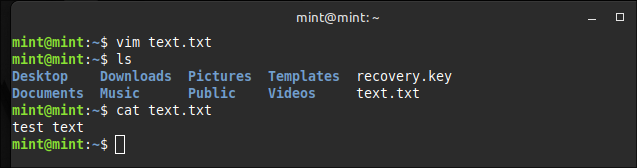 mint@mint: ~
mint@mint:~$ vim text.txt
mint@mint:~$ ls
Desktop    Downloads  Pictures  Templates  recovery.key
Documents  Music      Public    Videos     text.txt
mint@mint:~$ cat text.txt
test text
mint@mint:~$